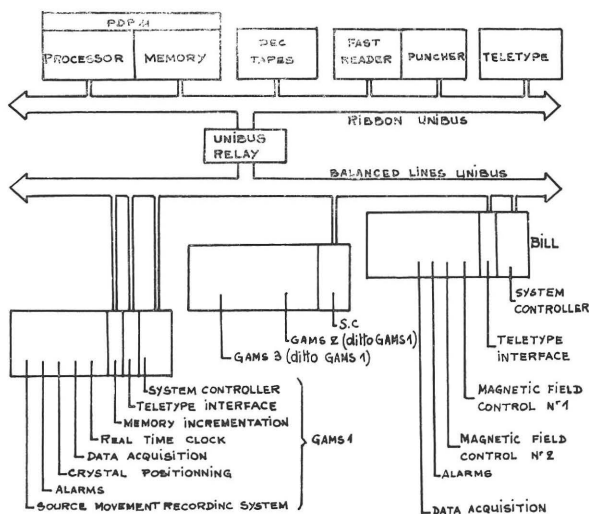 PDP 11
PROCESSOR
MEMORY
DEC TAPES
FAST READER
PUNCHER
TELETYPE
RIBBON UNIBUS
UNIBUS RELAY
BALANCED LINES UNIBUS
BILL
SYSTEM CONTROLLER
S.C
GAMS 2 (ditto GAMS 1)
GAMS 3 (ditto GAMS 1)
TELETYPE INTERFACE
SYSTEM CONTROLLER
TELETYPE INTERFACE
MEMORY INCREMENTATION
REAL TIME CLOCK
DATA ACQUISITION
CRYSTAL POSITIONNING
ALARMS
SOURCE MOVEMENT RECORDING SYSTEM
GAMS 1
MAGNETIC FIELD CONTROL N°1
MAGNETIC FIELD CONTROL N°2
ALARMS
DATA ACQUISITION